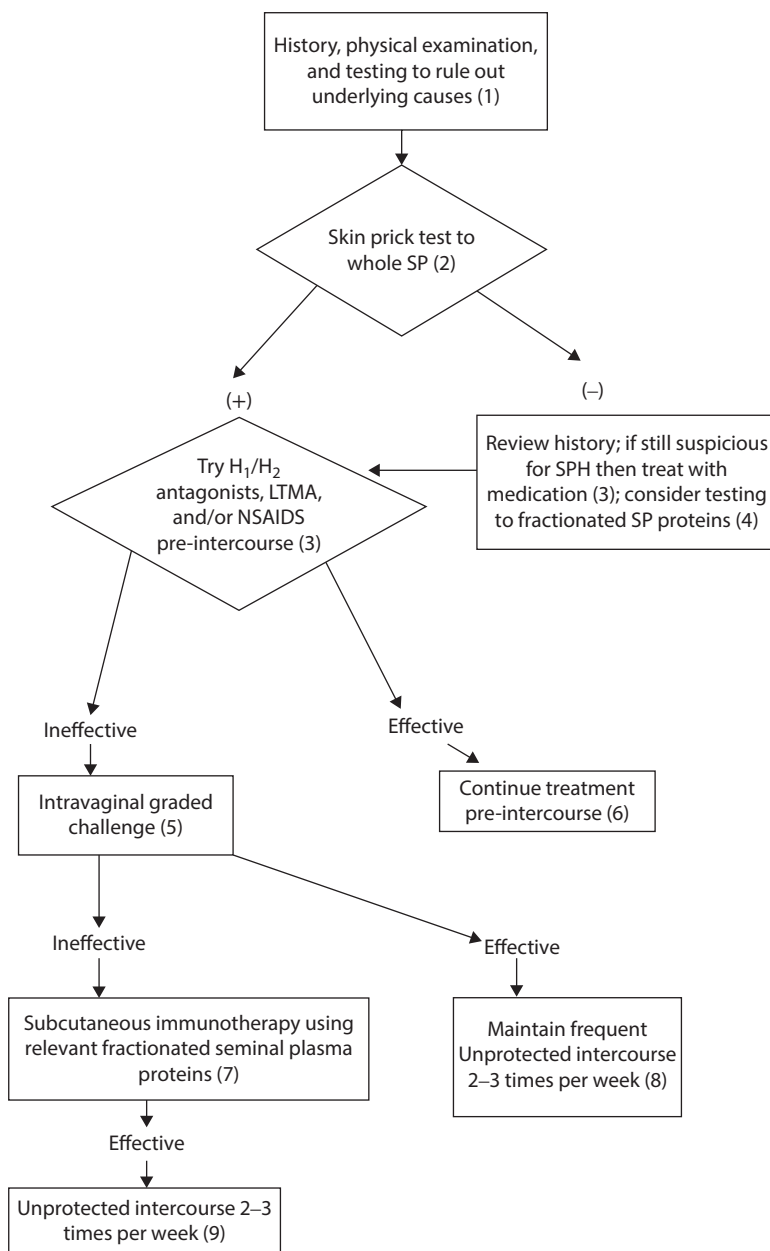 History, physical examination,
and testing to rule out
underlying causes (1)
Skin prick test to
whole SP (2)
(+)
(–)
Try H₁/H₂
antagonists, LTMA,
and/or NSAIDS
pre-intercourse (3)
Review history; if still suspicious
for SPH then treat with
medication (3); consider testing
to fractionated SP proteins (4)
Ineffective
Effective
Intravaginal graded
challenge (5)
Continue treatment
pre-intercourse (6)
Ineffective
Effective
Subcutaneous immunotherapy using
relevant fractionated seminal plasma
proteins (7)
Maintain frequent
Unprotected intercourse
2–3 times per week (8)
Effective
Unprotected intercourse 2–3
times per week (9)